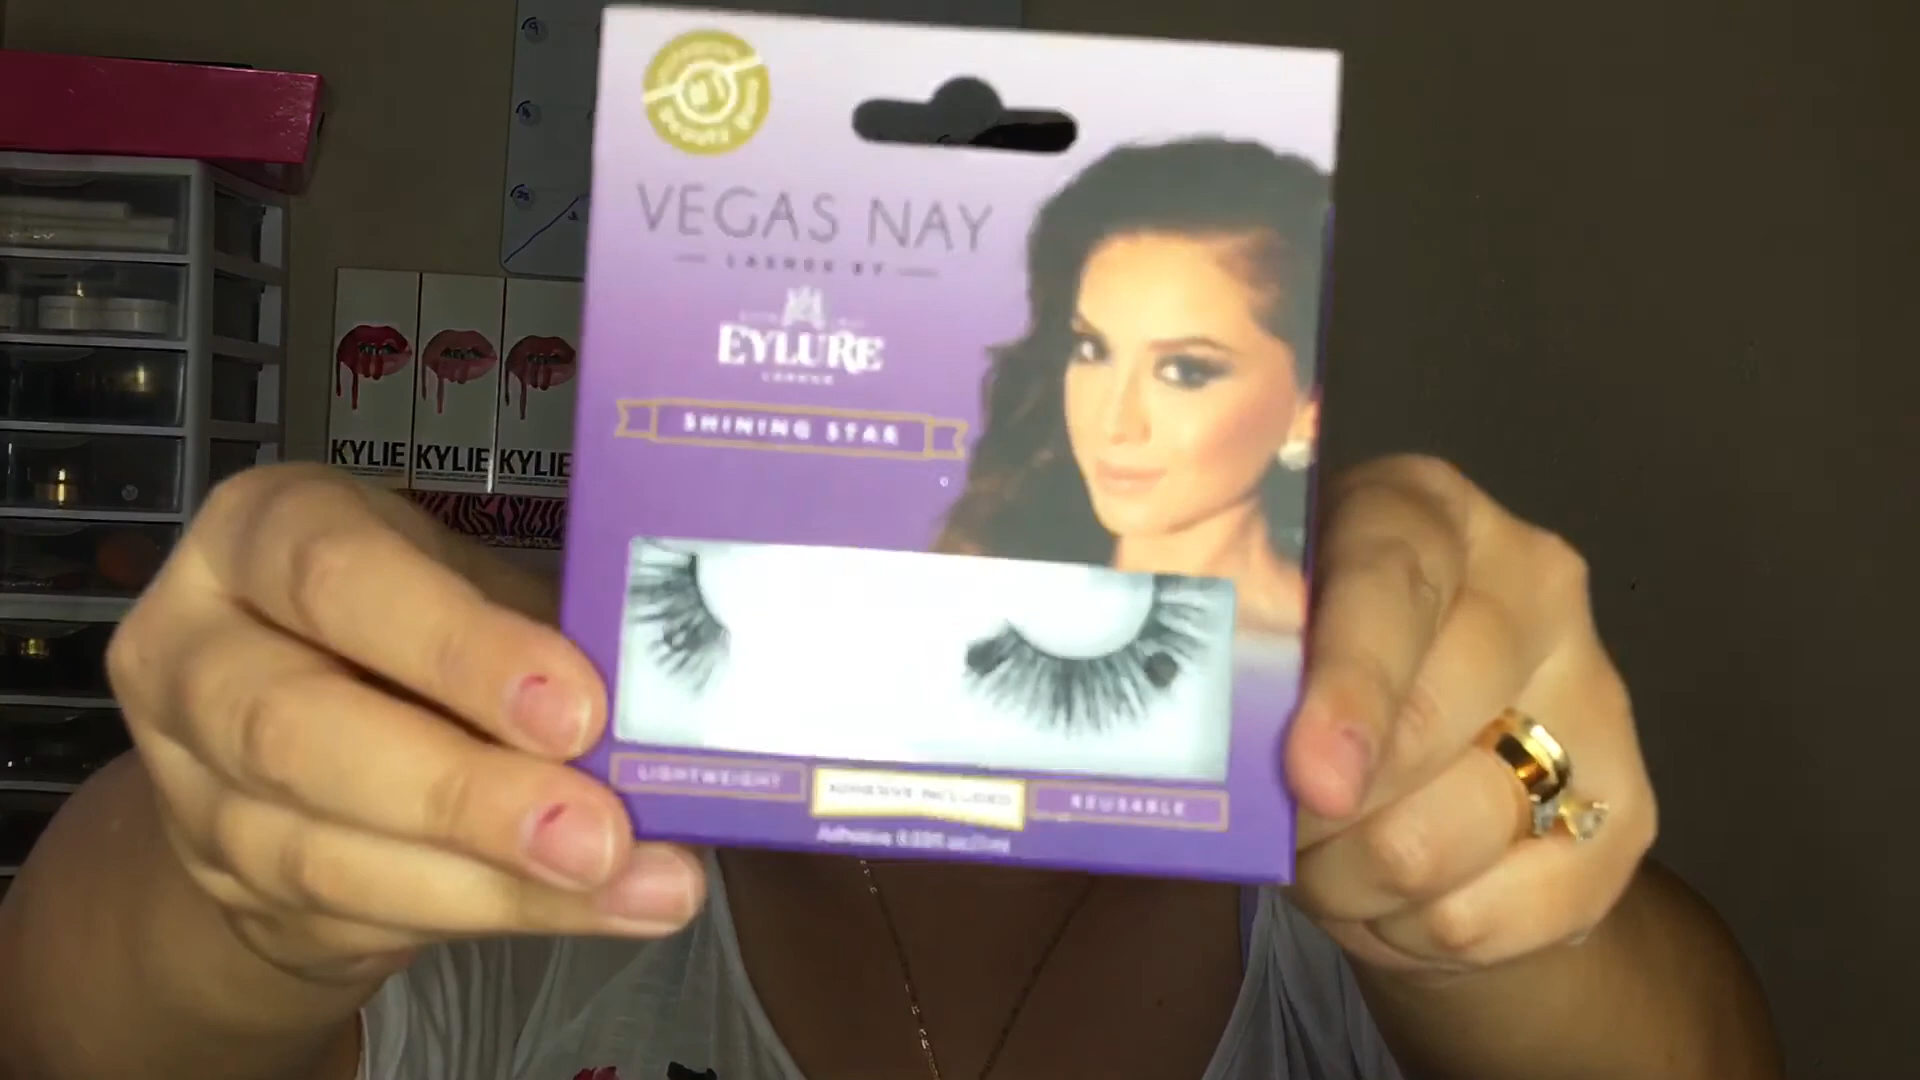 VEGAS NAY
LASHES BY
EYLURE
LONDON
SHINING STAR
KYLIE KYLIE KYLIE
LIGHTWEIGHT ADHESIVE INCLUDED REUSABLE